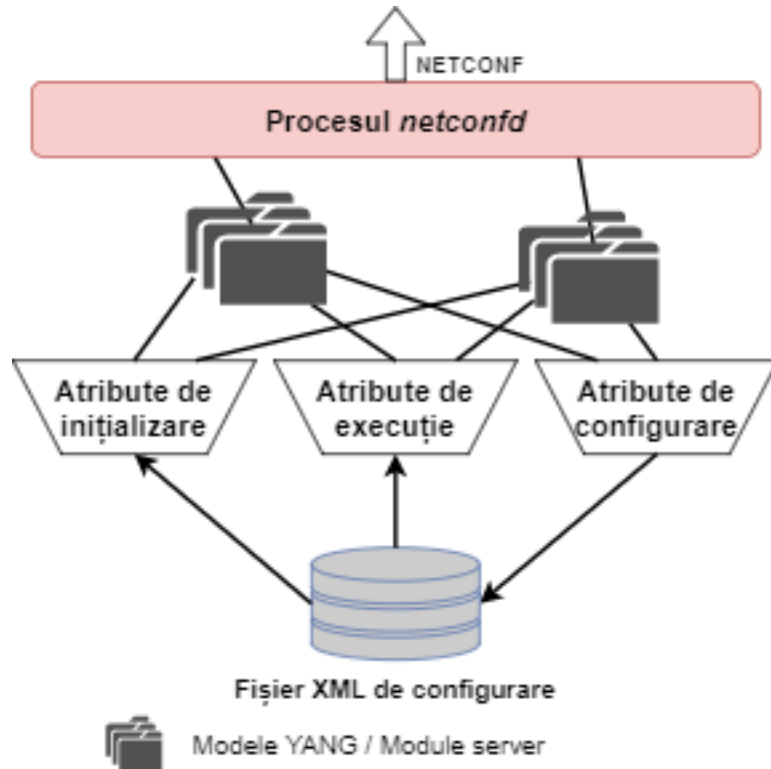 NETCONF
Procesul netconfd
Atribute de
inițializare
Atribute de
execuție
Atribute de
configurare
Fișier XML de configurare
Modele YANG / Module server